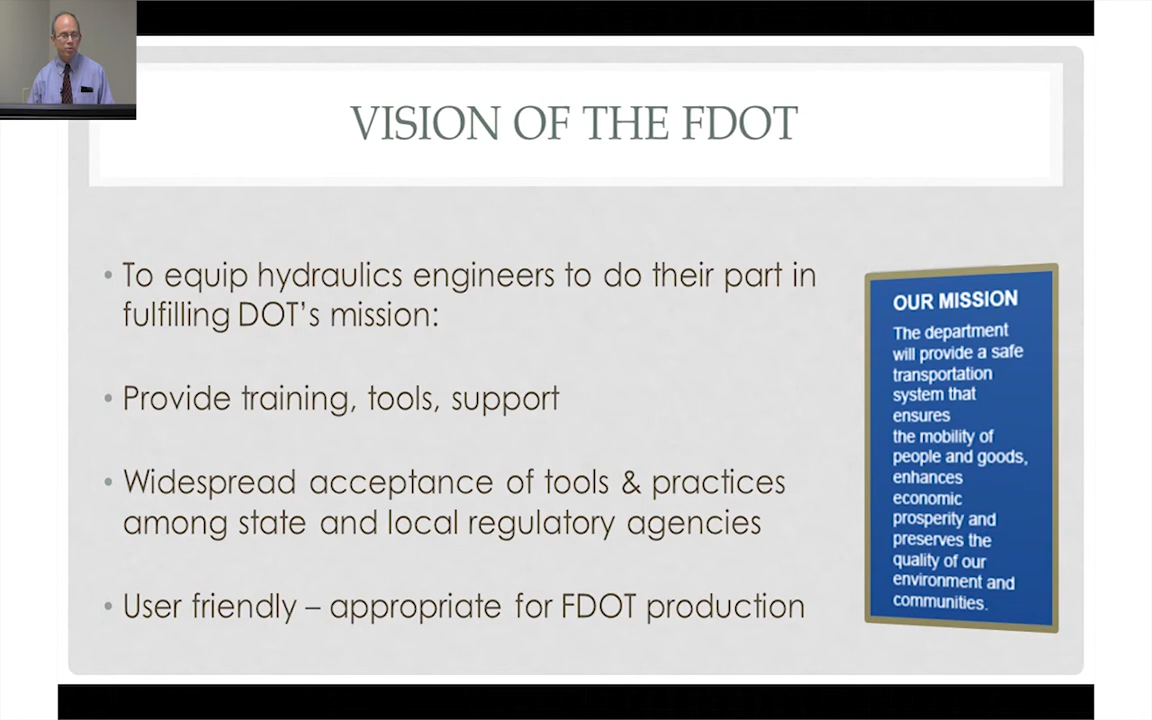 VISION OF THE FDOT
• To equip hydraulics engineers to do their part in
fulfilling DOT's mission:
• Provide training, tools, support
• Widespread acceptance of tools & practices
among state and local regulatory agencies
• User friendly – appropriate for FDOT production
OUR MISSION
The department
will provide a safe
transportation
system that
ensures
the mobility of
people and goods,
enhances
economic
prosperity and
preserves the
quality of our
environment and
communities.